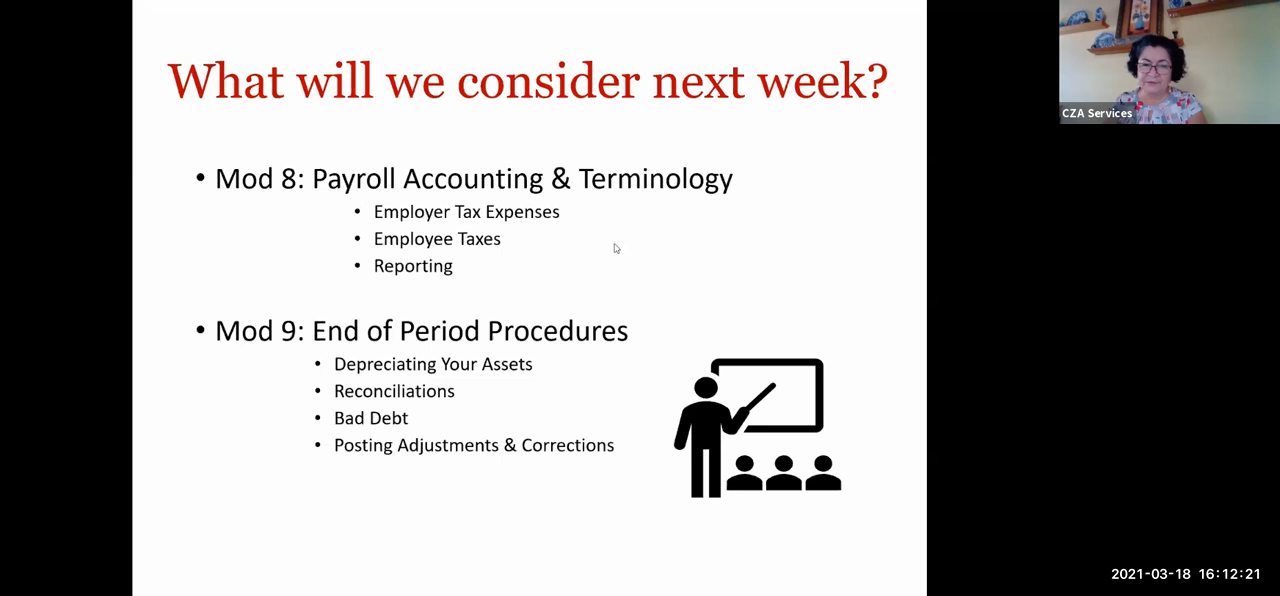 What will we consider next week?
• Mod 8: Payroll Accounting & Terminology
• Employer Tax Expenses
• Employee Taxes
• Reporting
• Mod 9: End of Period Procedures
• Depreciating Your Assets
• Reconciliations
• Bad Debt
• Posting Adjustments & Corrections
CZA Services
2021-03-18 16:12:21